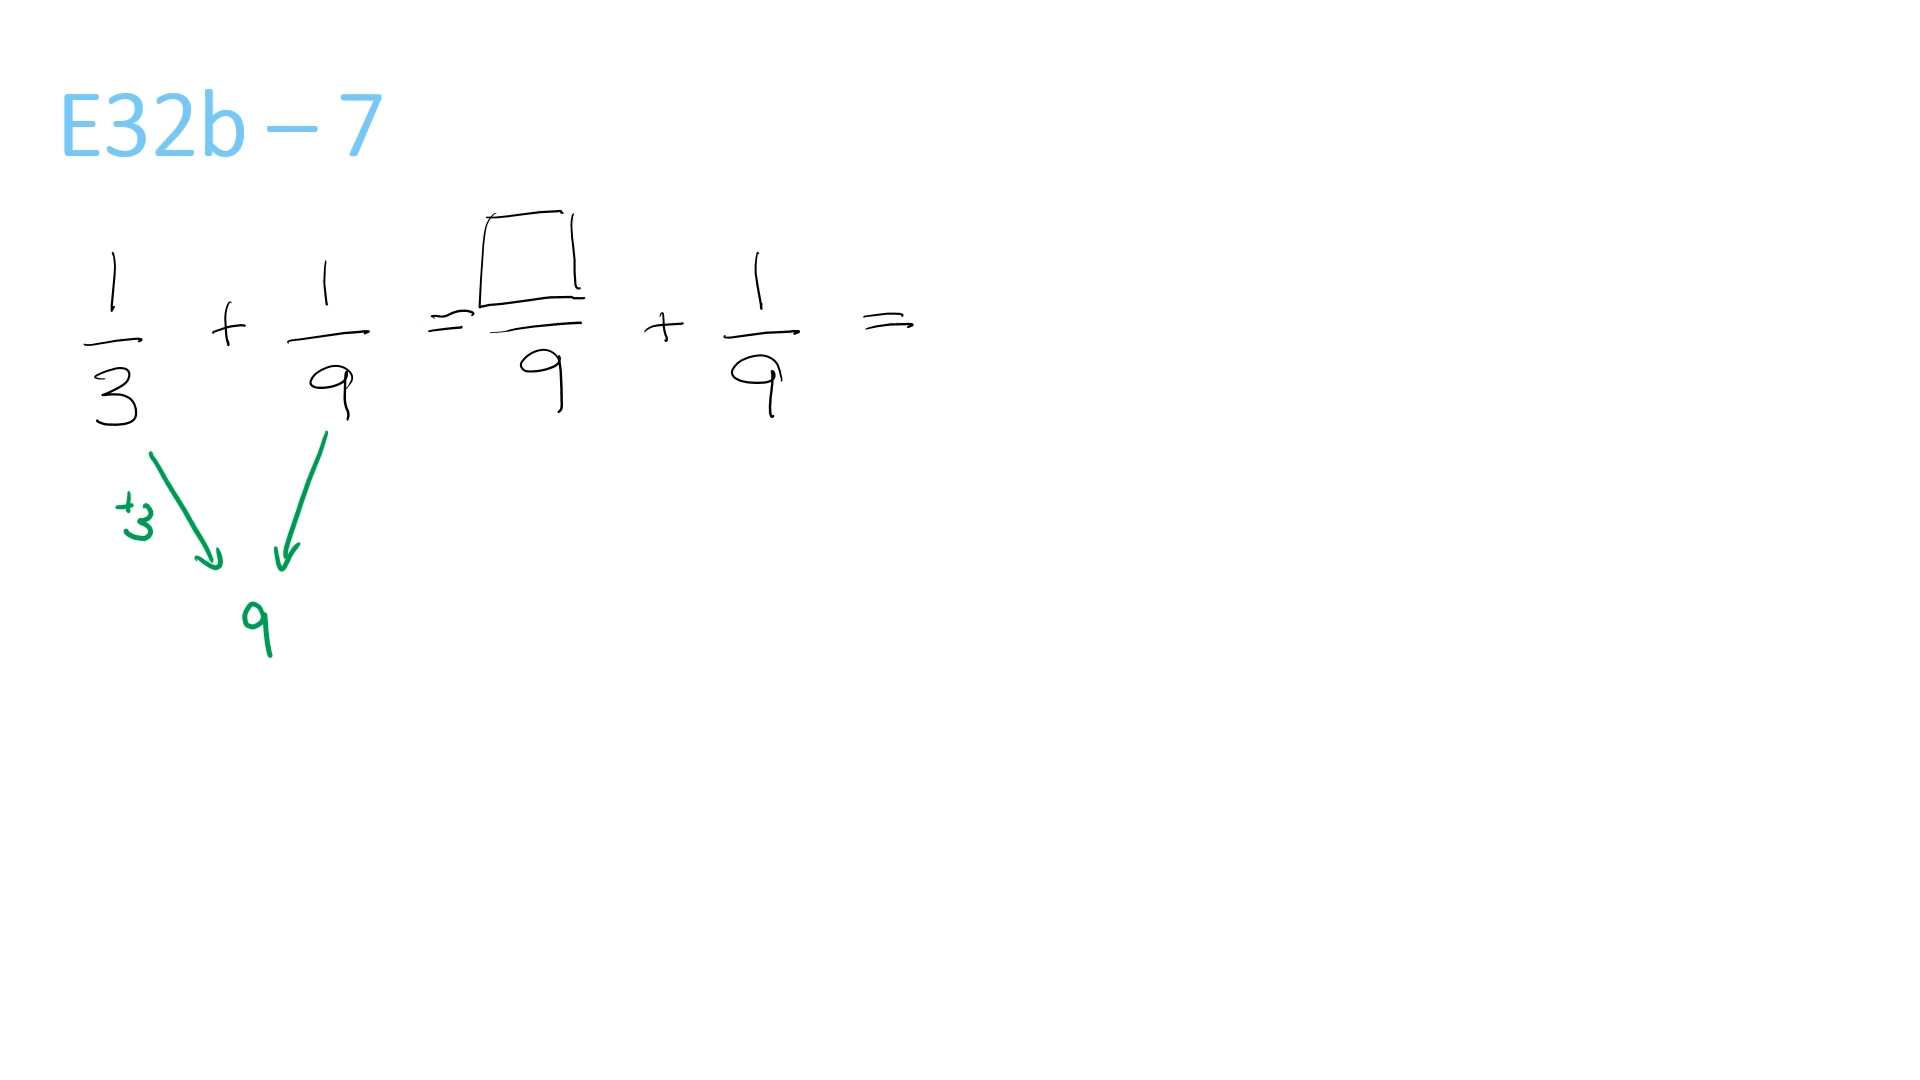 E32b – 7
1/3 + 1/9 = □/9 + 1/9 =
+3
9